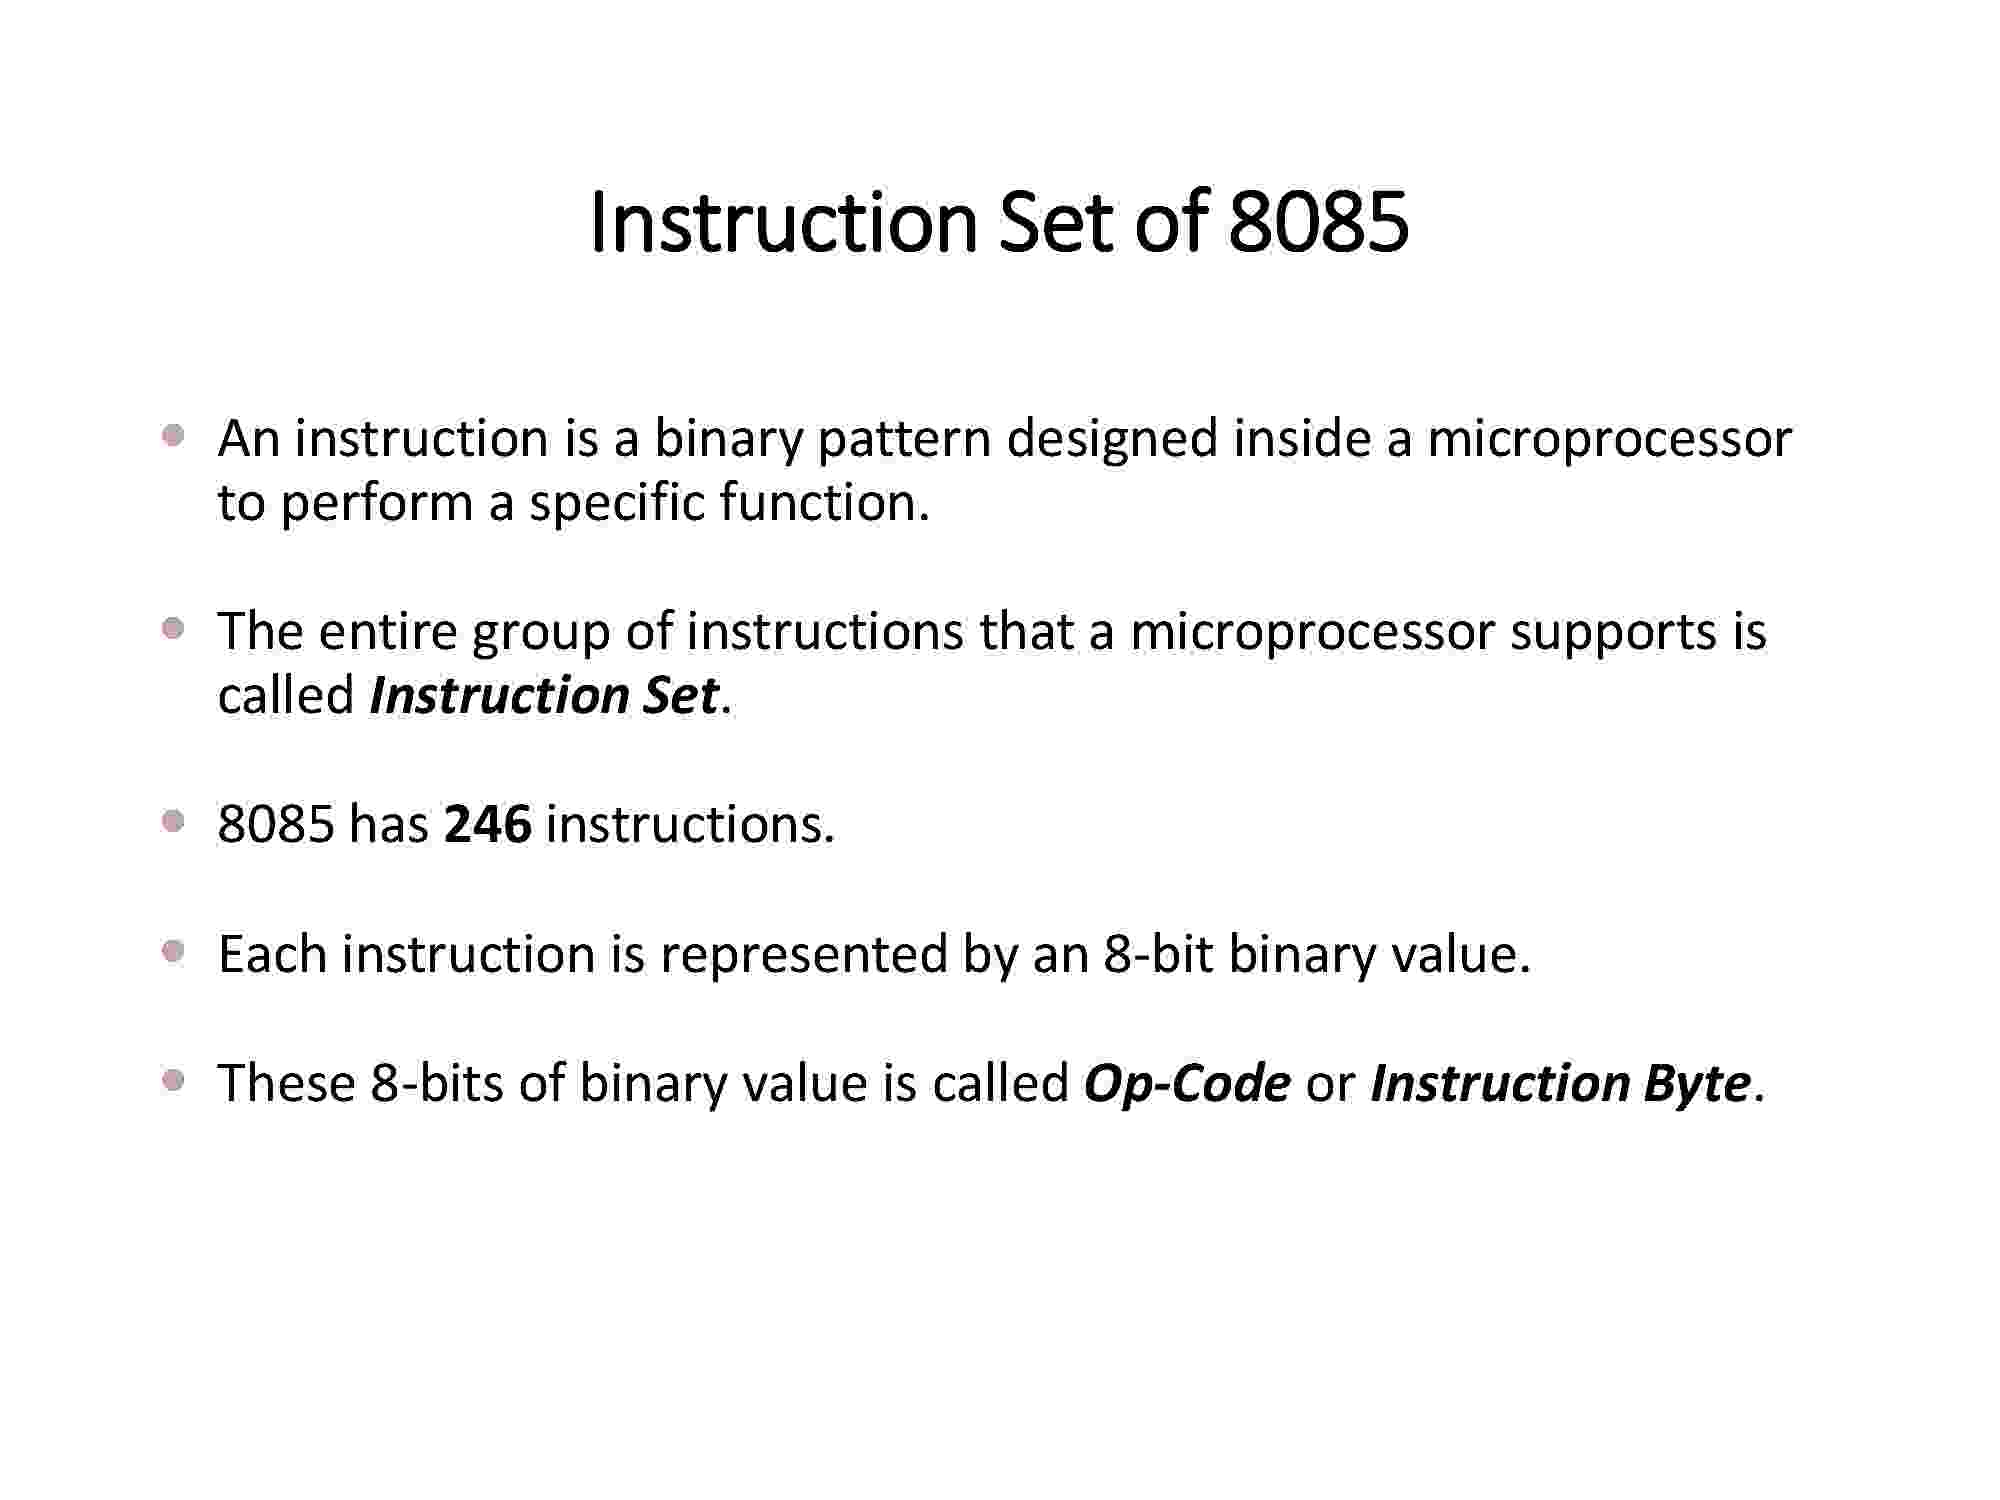 Instruction Set of 8085
• An instruction is a binary pattern designed inside a microprocessor
to perform a specific function.
• The entire group of instructions that a microprocessor supports is
called Instruction Set.
• 8085 has 246 instructions.
• Each instruction is represented by an 8-bit binary value.
• These 8-bits of binary value is called Op-Code or Instruction Byte.